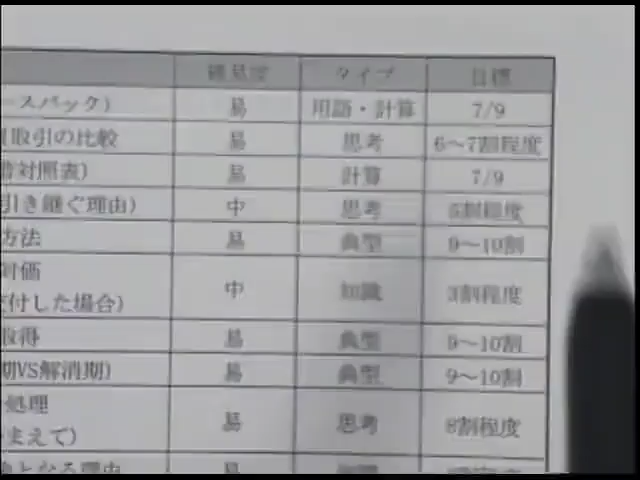 難易度 タイプ 目標
ースバック) 易 用語・計算 7/9
取引の比較 易 思考 6～7割程度
対照表) 易 計算 7/9
引き継ぐ理由) 中 思考 5割程度
方法 易 典型 9～10割
対価
付した場合) 中 知識 3割程度
取得 易 典型 9～10割
期VS解消期) 易 典型 9～10割
処理
まえて) 易 思考 8割程度
となる理由 易